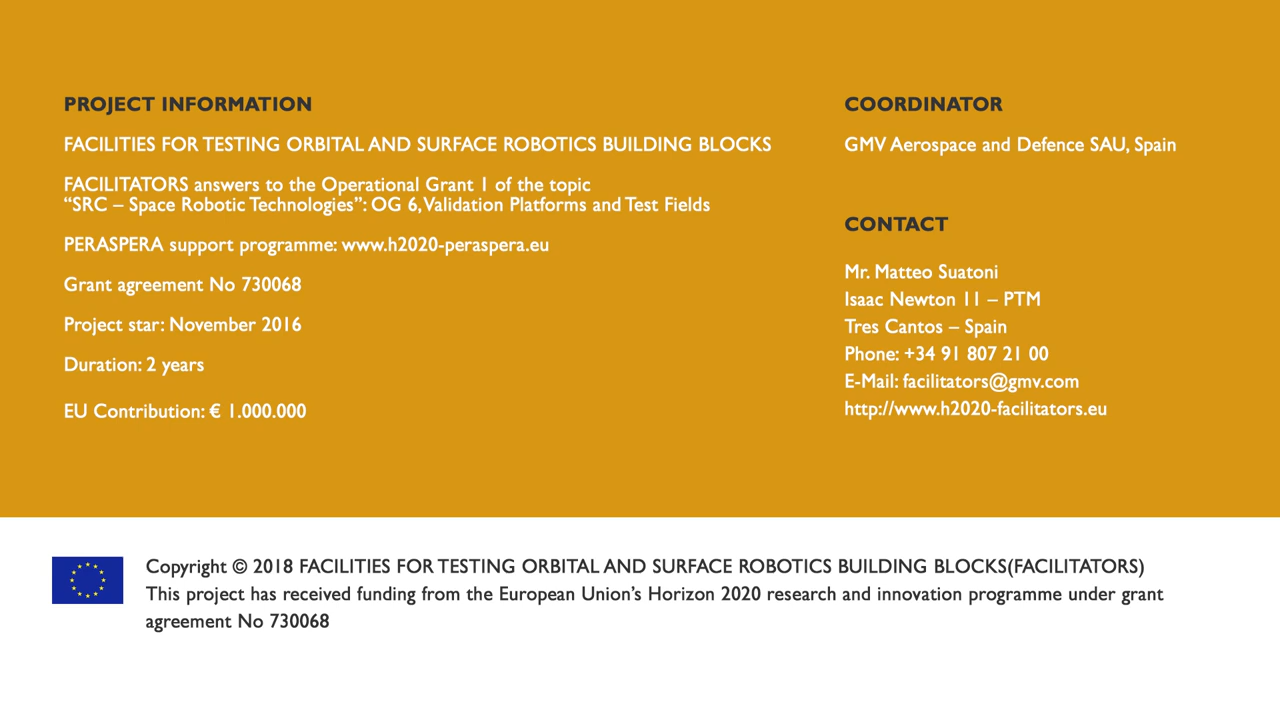 PROJECT INFORMATION
FACILITIES FOR TESTING ORBITAL AND SURFACE ROBOTICS BUILDING BLOCKS
FACILITATORS answers to the Operational Grant 1 of the topic
“SRC – Space Robotic Technologies”: OG 6, Validation Platforms and Test Fields
PERASPERA support programme: www.h2020-peraspera.eu
Grant agreement No 730068
Project star: November 2016
Duration: 2 years
EU Contribution: € 1.000.000
COORDINATOR
GMV Aerospace and Defence SAU, Spain
CONTACT
Mr. Matteo Suatoni
Isaac Newton 11 – PTM
Tres Cantos – Spain
Phone: +34 91 807 21 00
E-Mail: facilitators@gmv.com
http://www.h2020-facilitators.eu
Copyright © 2018 FACILITIES FOR TESTING ORBITAL AND SURFACE ROBOTICS BUILDING BLOCKS(FACILITATORS)
This project has received funding from the European Union’s Horizon 2020 research and innovation programme under grant
agreement No 730068